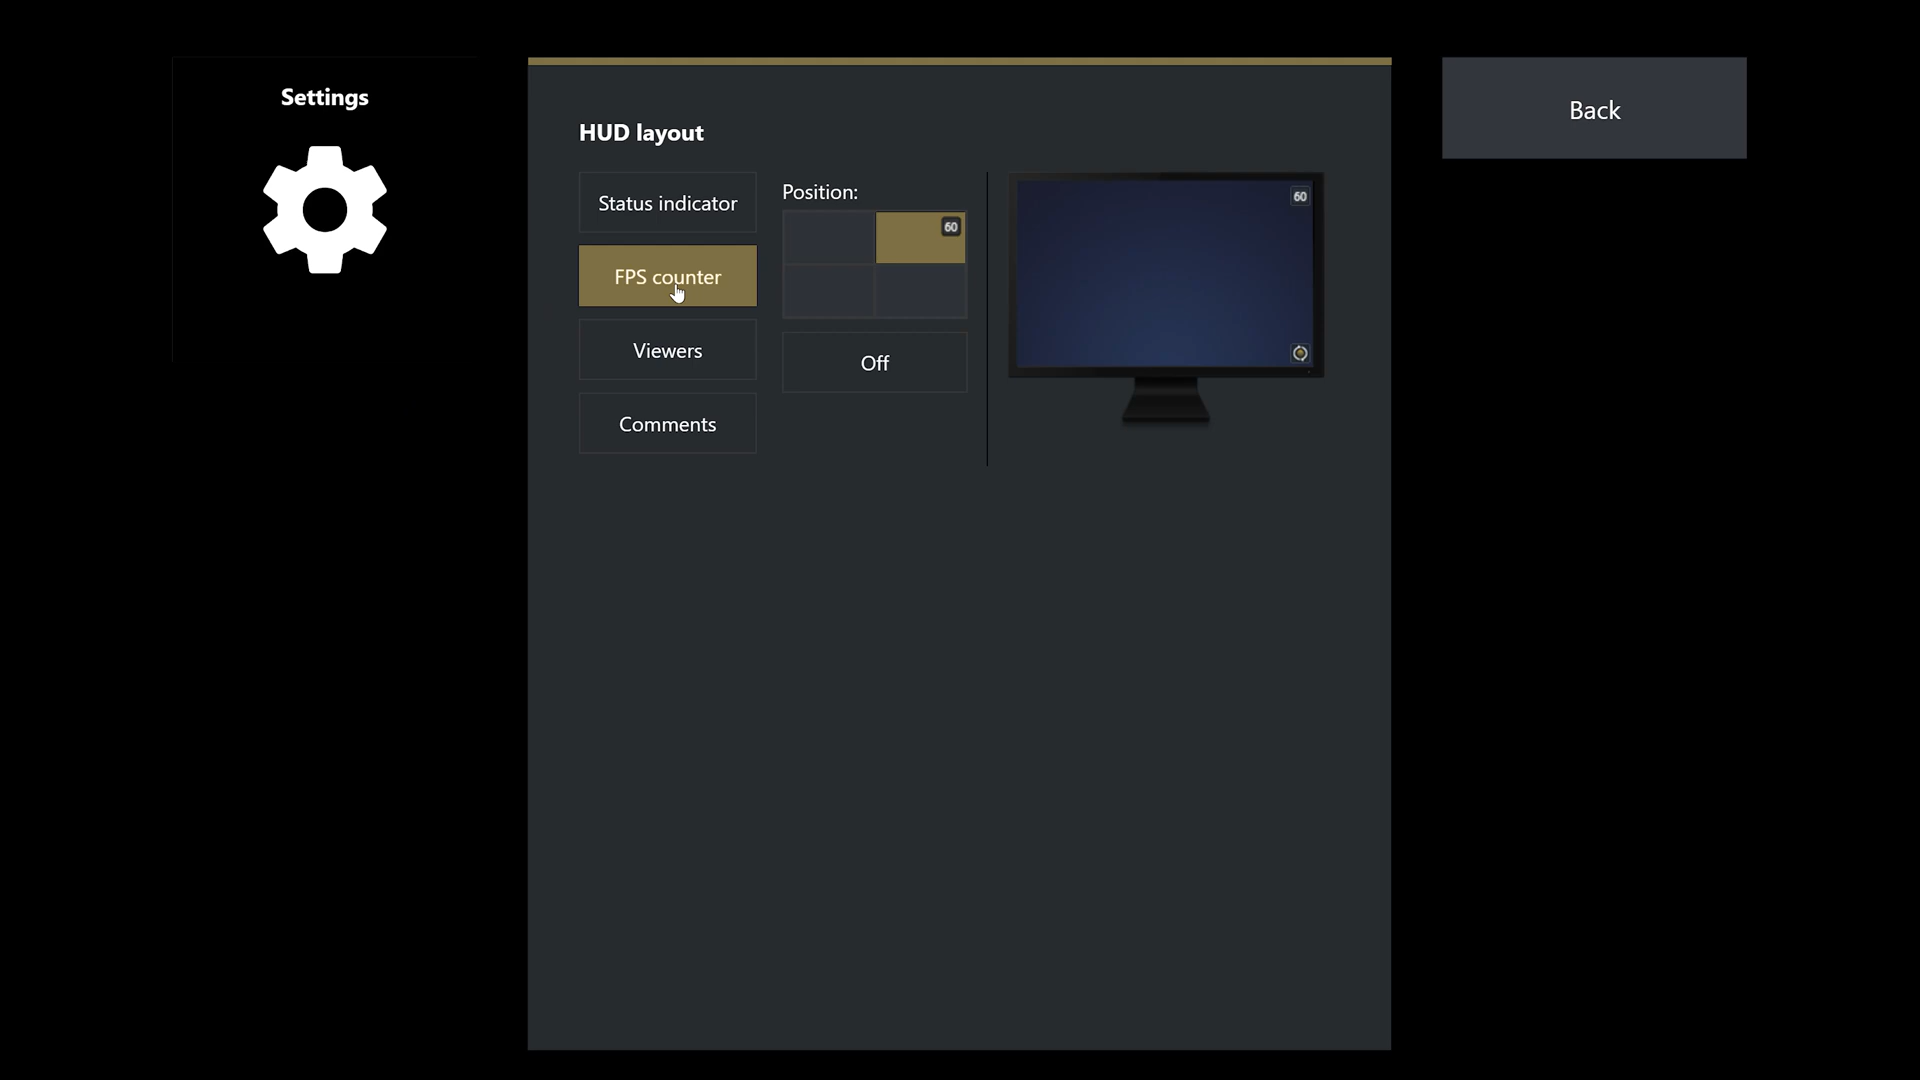 Settings
Back
HUD layout
Status indicator
FPS counter
Viewers
Comments
Position:
60
Off
60